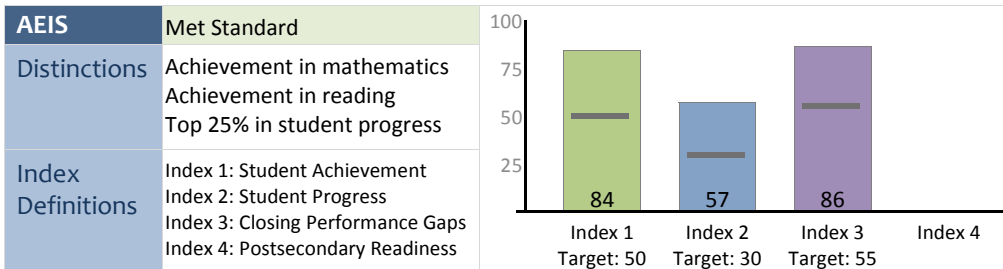 AEIS
Met Standard
Distinctions
Achievement in mathematics
Achievement in reading
Top 25% in student progress
Index
Definitions
Index 1: Student Achievement
Index 2: Student Progress
Index 3: Closing Performance Gaps
Index 4: Postsecondary Readiness
100
75
50
25
84
57
86
Index 1
Target: 50
Index 2
Target: 30
Index 3
Target: 55
Index 4